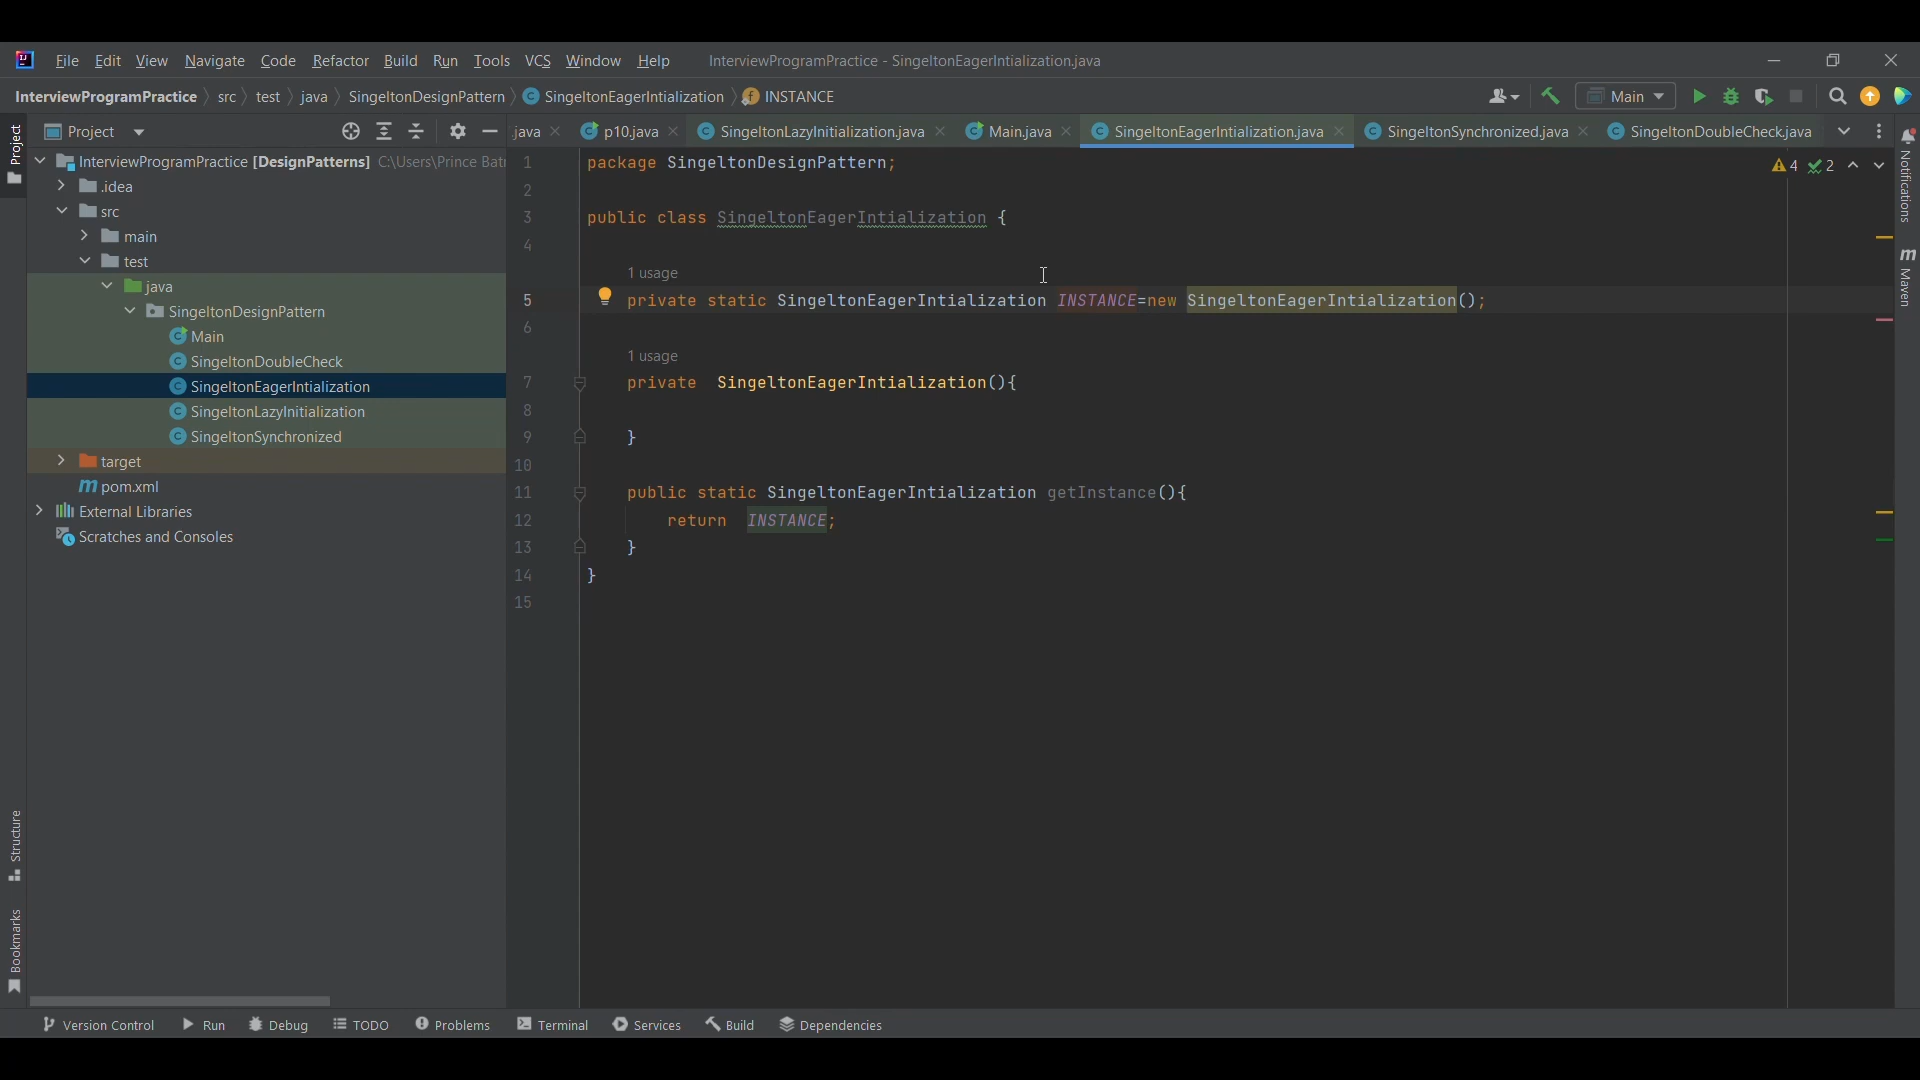 File Edit View Navigate Code Refactor Build Run Tools VCS Window Help InterviewProgramPractice - SingeltonEagerIntialization.java
InterviewProgramPractice src test java SingeltonDesignPattern SingeltonEagerIntialization INSTANCE Main
Project .java p10.java SingeltonLazyInitialization.java Main.java SingeltonEagerIntialization.java SingeltonSynchronized.java SingeltonDoubleCheck.java
Project
InterviewProgramPractice [DesignPatterns] C:\Users\Prince Batr
.idea
src
main
test
java
SingeltonDesignPattern
Main
SingeltonDoubleCheck
SingeltonEagerIntialization
SingeltonLazyInitialization
SingeltonSynchronized
target
pom.xml
External Libraries
Scratches and Consoles
Structure
Bookmarks
1 package SingeltonDesignPattern;
2
3 public class SingeltonEagerIntialization {
4
1 usage
5 private static SingeltonEagerIntialization INSTANCE=new SingeltonEagerIntialization();
6
1 usage
7 private SingeltonEagerIntialization(){
8
9 }
10
11 public static SingeltonEagerIntialization getInstance(){
12 return INSTANCE;
13 }
14 }
15
4 2
Notifications
Maven
Version Control Run Debug TODO Problems Terminal Services Build Dependencies